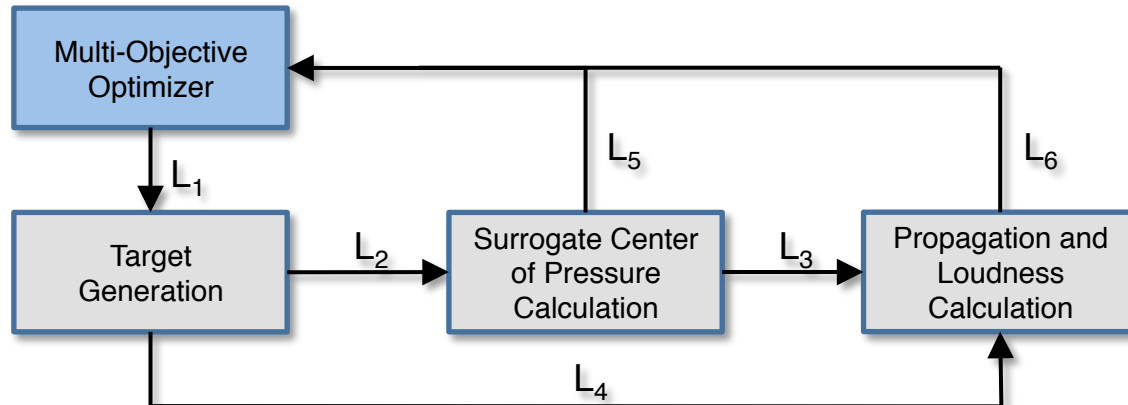 Multi-Objective
Optimizer
L₁
L₅
L₆
Target
Generation
L₂
Surrogate Center
of Pressure
Calculation
L₃
Propagation and
Loudness
Calculation
L₄